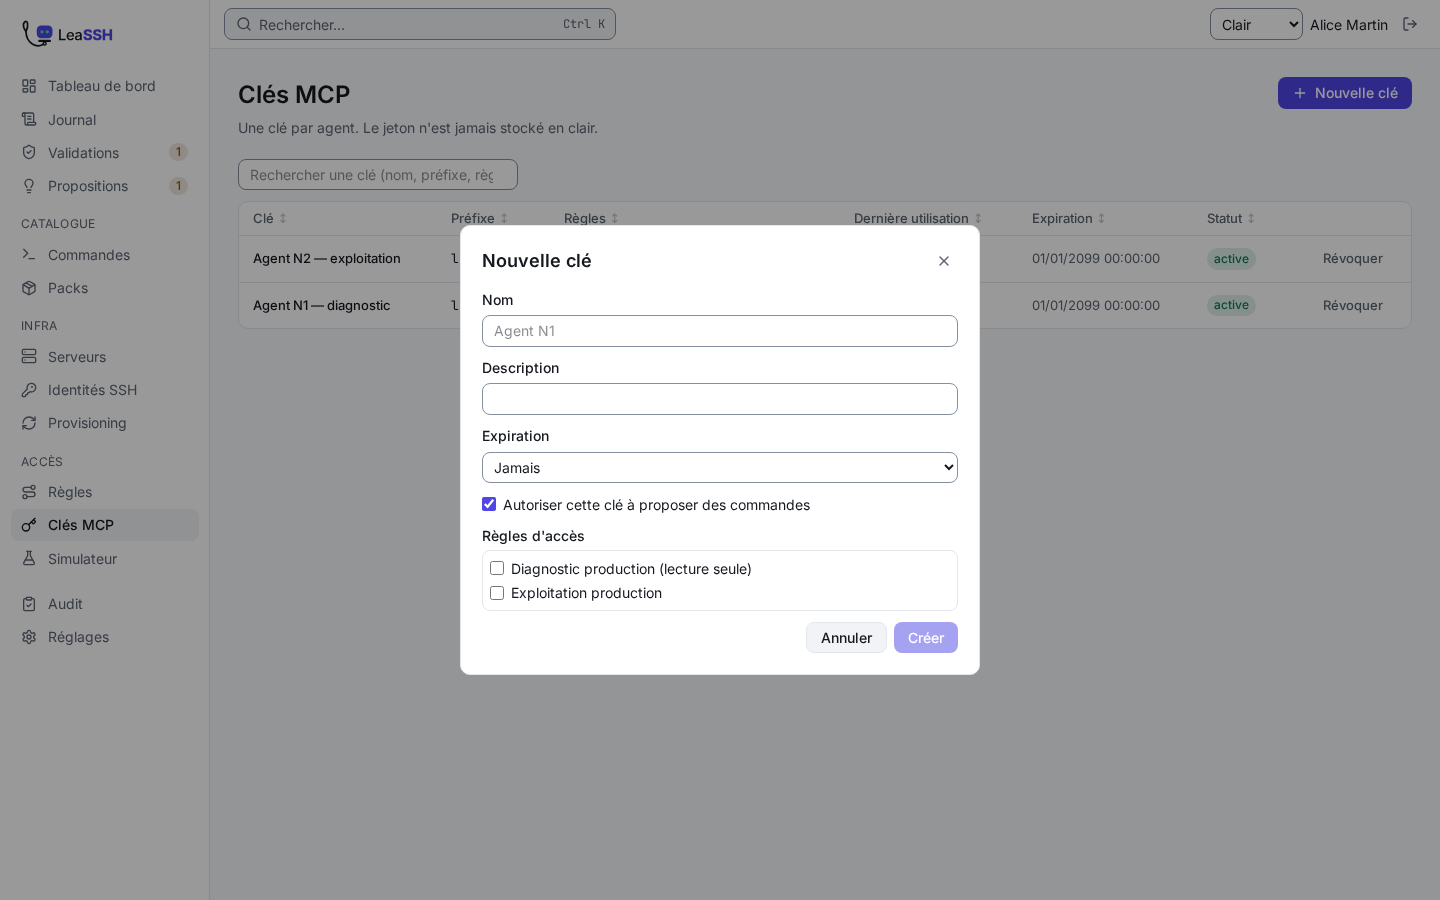 LeaSSH
Rechercher...
Ctrl K
Clair
Alice Martin
Tableau de bord
Journal
Validations
1
Propositions
1
CATALOGUE
Commandes
Packs
INFRA
Serveurs
Identités SSH
Provisioning
ACCÈS
Règles
Clés MCP
Simulateur
Audit
Réglages
Clés MCP
Nouvelle clé
Une clé par agent. Le jeton n'est jamais stocké en clair.
Rechercher une clé (nom, préfixe,
Clé
Préfixe
Règles
Dernière utilisation
Expiration
Statut
Agent N2 — exploitation
01/01/2099 00:00:00
active
Révoquer
Agent N1 — diagnostic
01/01/2099 00:00:00
active
Révoquer
Nouvelle clé
Nom
Agent N1
Description
Expiration
Jamais
Autoriser cette clé à proposer des commandes
Règles d'accès
Diagnostic production (lecture seule)
Exploitation production
Annuler
Créer